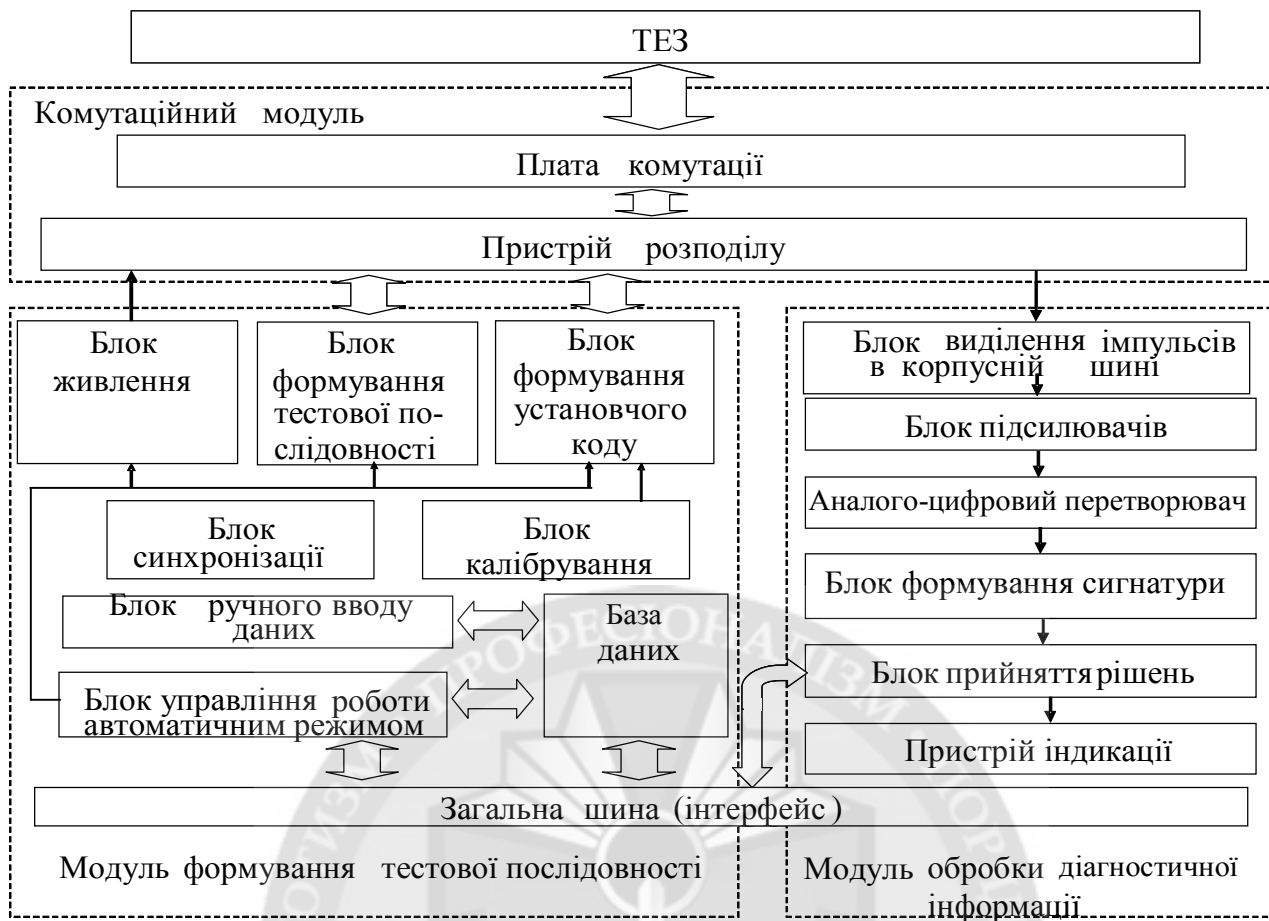 ТЕЗ
Комутаційний модуль
Плата комутації
Пристрій розподілу
Блок
живлення
Блок
формування
тестової по-
слідовності
Блок
формування
установчого
коду
Блок
синхронізації
Блок
калібрування
Блок ручного вводу
даних
База
даних
Блок управління роботи
автоматичним режимом
Блок виділення імпульсів
в корпусній шині
Блок підсилювачів
Аналого-цифровий перетворювач
Блок формування сигнатури
Блок прийняття рішень
Пристрій індикації
Загальна шина (інтерфейс)
Модуль формування тестової послідовності
Модуль обробки діагностичної
інформації
ПРОФЕСІОНАЛІЗМ